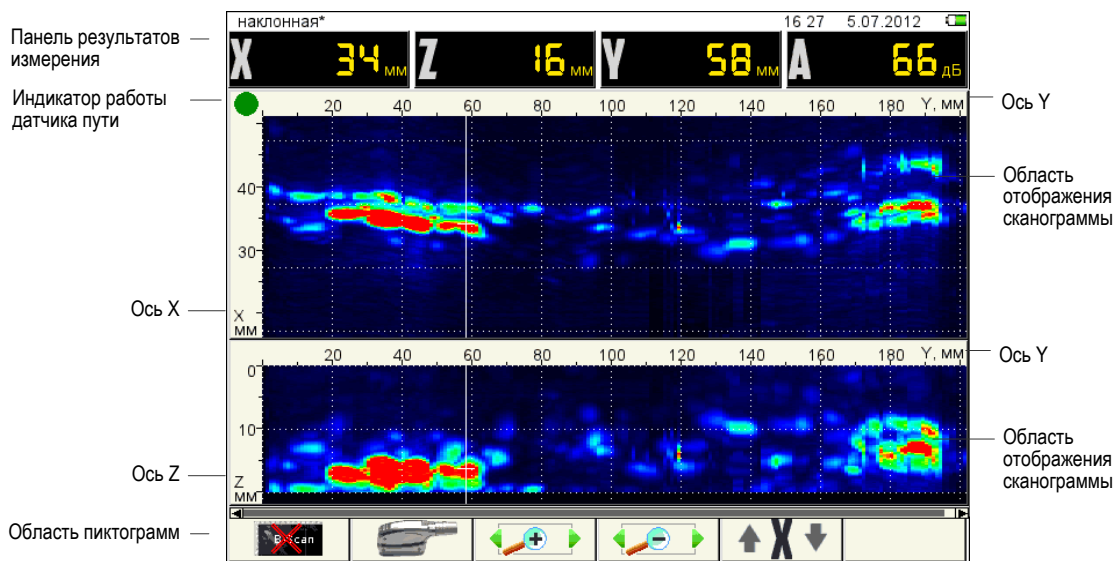 наклонная*
16 27 5.07.2012
Панель результатов
измерения
X 34 мм Z 16 мм Y 58 мм A 66 дБ
Индикатор работы
датчика пути
20 40 60 80 100 120 140 160 180 Y, мм
Ось Y
40
30
Область
отображения
сканограммы
Ось X
X
мм
20 40 60 80 100 120 140 160 180 Y, мм
Ось Y
0
10
Область
отображения
сканограммы
Ось Z
Z
мм
Область пиктограмм
B-Scan
X